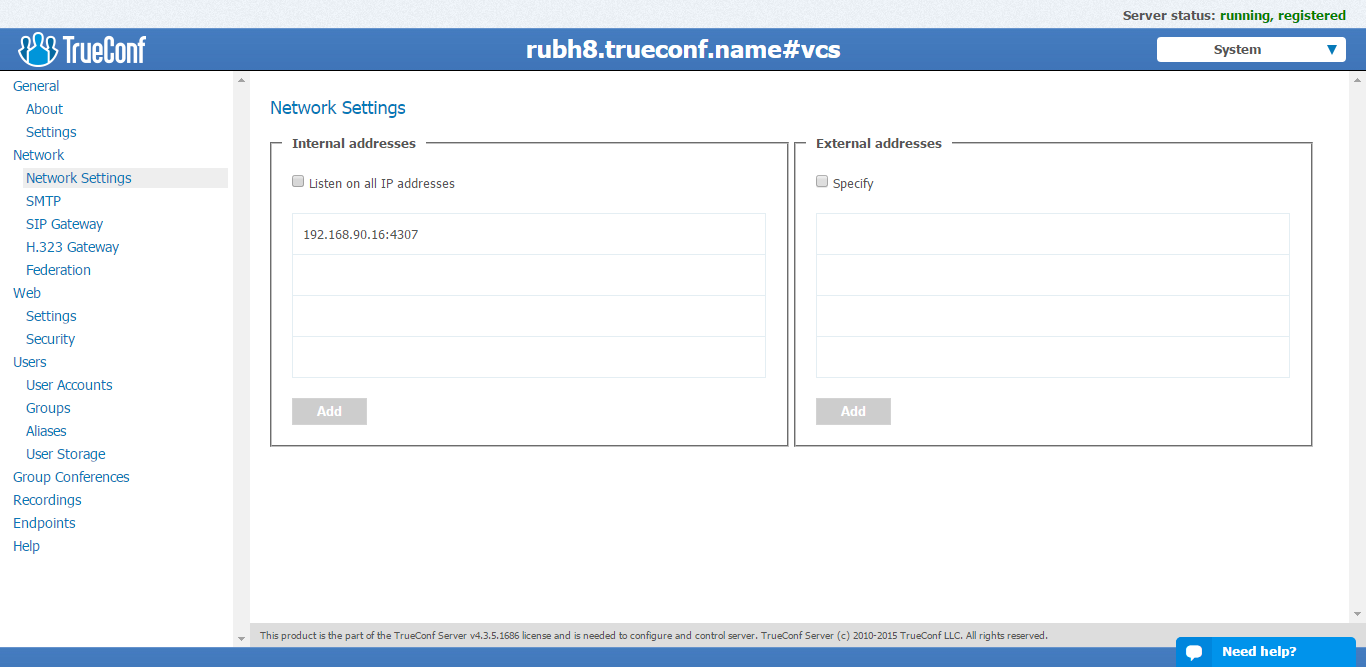 Server status: running, registered
TrueConf
rubh8.trueconf.name#vcs
System
General
About
Settings
Network
Network Settings
SMTP
SIP Gateway
H.323 Gateway
Federation
Web
Settings
Security
Users
User Accounts
Groups
Aliases
User Storage
Group Conferences
Recordings
Endpoints
Help
Network Settings
Internal addresses
Listen on all IP addresses
192.168.90.16:4307
Add
External addresses
Specify
Add
This product is the part of the TrueConf Server v4.3.5.1686 license and is needed to configure and control server. TrueConf Server (c) 2010-2015 TrueConf LLC. All rights reserved.
Need help?